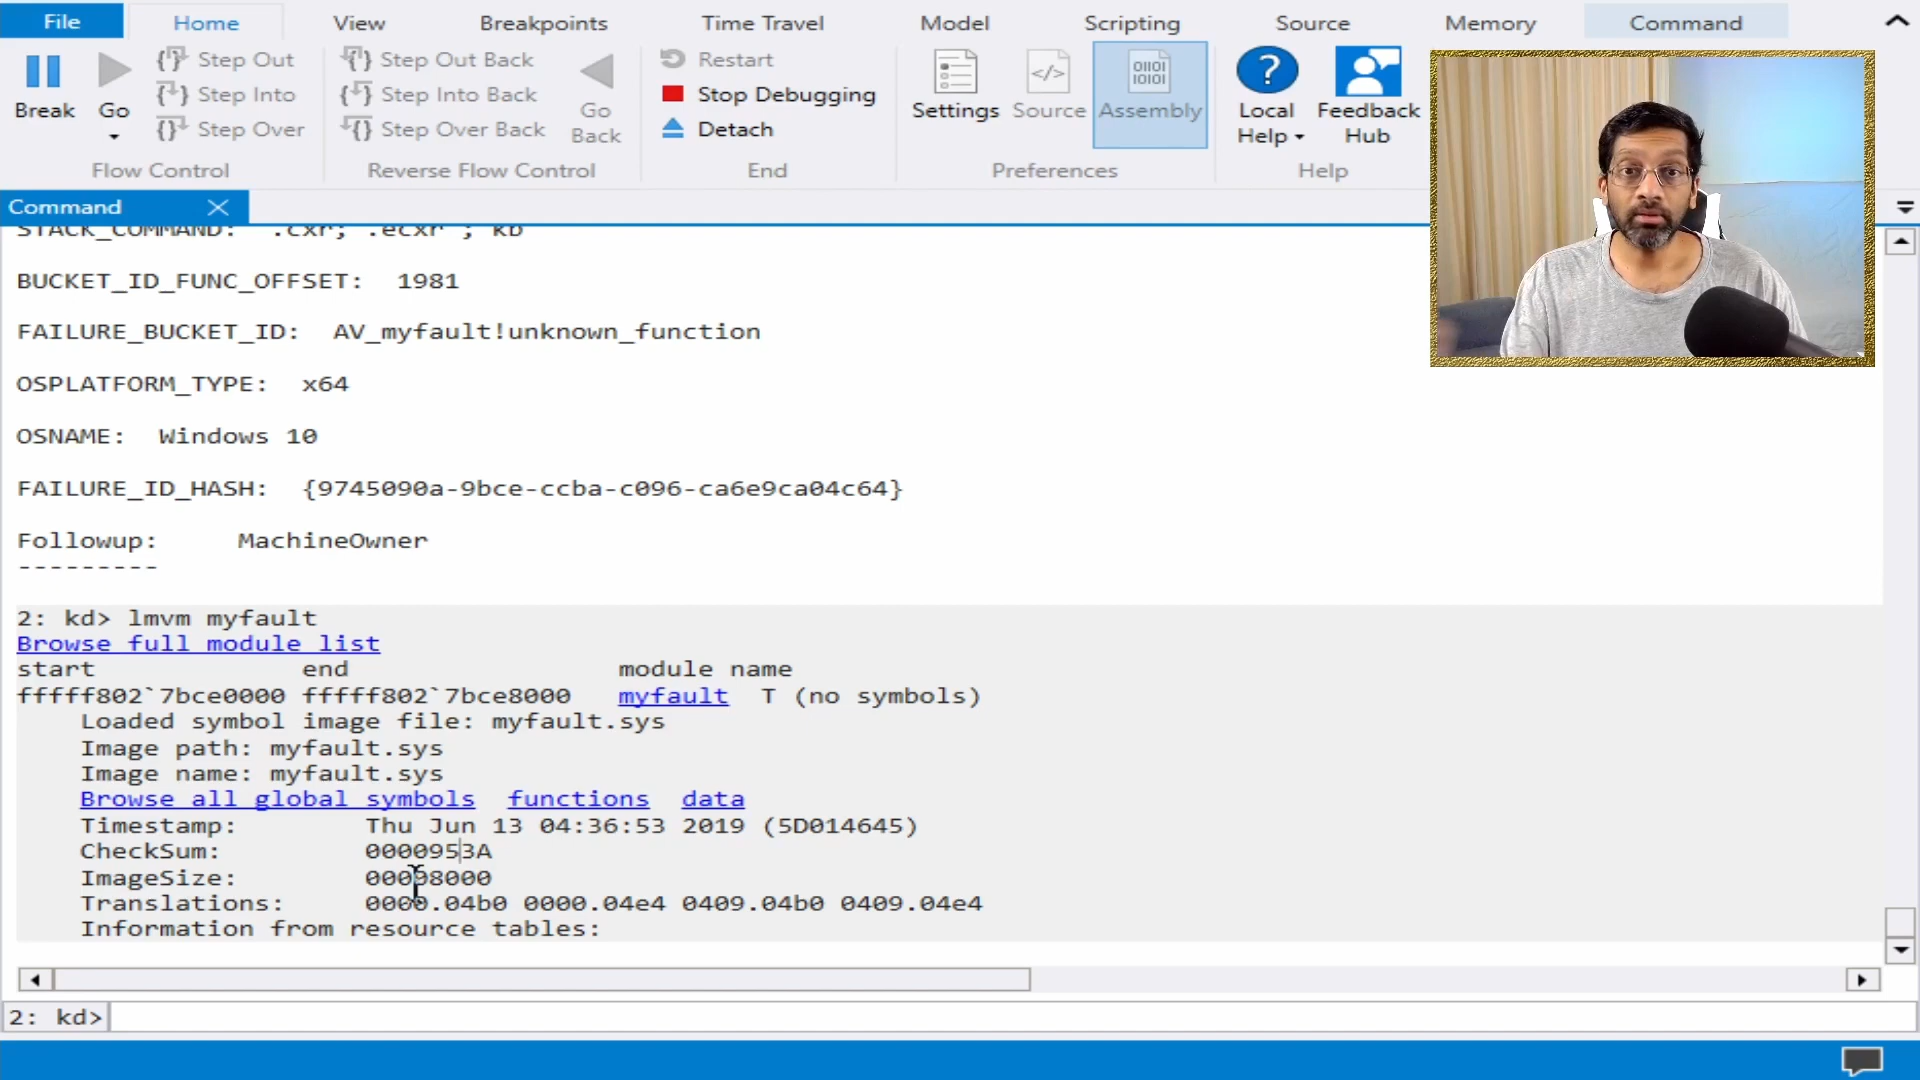 File Home View Breakpoints Time Travel Model Scripting Source Memory Command
Break
Go
Step Out
Step Into
Step Over
Flow Control
Step Out Back
Step Into Back
Step Over Back
Go Back
Reverse Flow Control
Restart
Stop Debugging
Detach
End
Settings
Source
Assembly
Preferences
Local Help
Feedback Hub
Help
Command
STACK_COMMAND:  .cxr; .ecxr ; kb
BUCKET_ID_FUNC_OFFSET:  1981
FAILURE_BUCKET_ID:  AV_myfault!unknown_function
OSPLATFORM_TYPE:  x64
OSNAME:  Windows 10
FAILURE_ID_HASH:  {9745090a-9bce-ccba-c096-ca6e9ca04c64}
Followup:     MachineOwner
---------
2: kd> lmvm myfault
Browse full module list
start             end                 module name
fffff802`7bce0000 fffff802`7bce8000   myfault  T (no symbols)
Loaded symbol image file: myfault.sys
Image path: myfault.sys
Image name: myfault.sys
Browse all global symbols  functions  data
Timestamp:        Thu Jun 13 04:36:53 2019 (5D014645)
CheckSum:         0000953A
ImageSize:        00008000
Translations:     0000.04b0 0000.04e4 0409.04b0 0409.04e4
Information from resource tables:
2: kd>